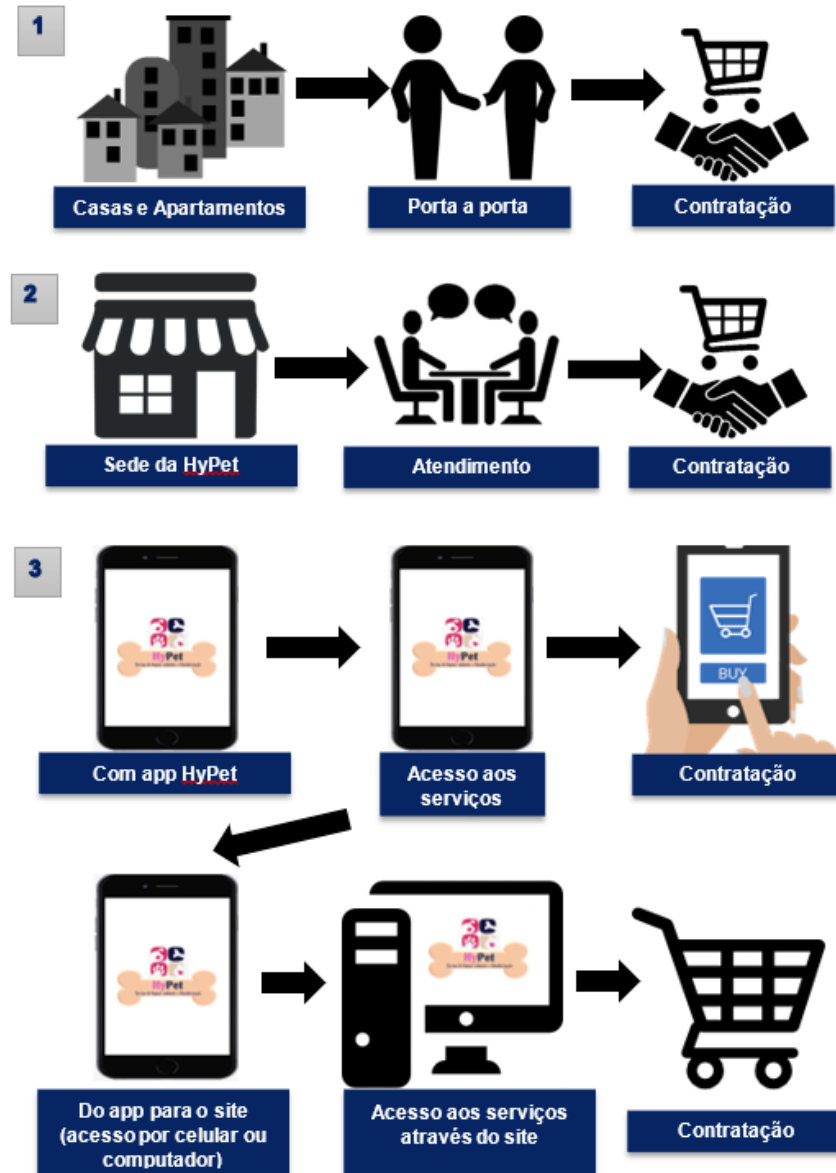 1
Casas e Apartamentos
Porta a porta
Contratação
2
Sede da HyPet
Atendimento
Contratação
3
HyPet
HyPet
BUY
Com app HyPet
Acesso aos
serviços
Contratação
HyPet
HyPet
Do app para o site
(acesso por celular ou
computador)
Acesso aos serviços
através do site
Contratação